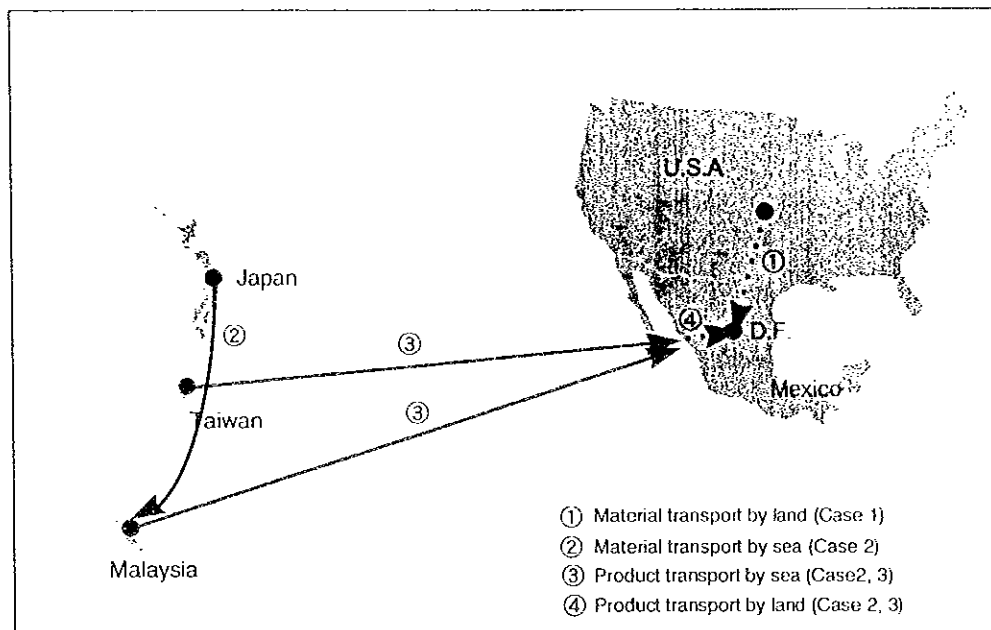 U.S.A.
①
Japan
②
④
③
D.F.
Taiwan
③
Mexico
Malaysia
① Material transport by land (Case 1)
② Material transport by sea (Case 2)
③ Product transport by sea (Case2, 3)
④ Product transport by land (Case 2, 3)